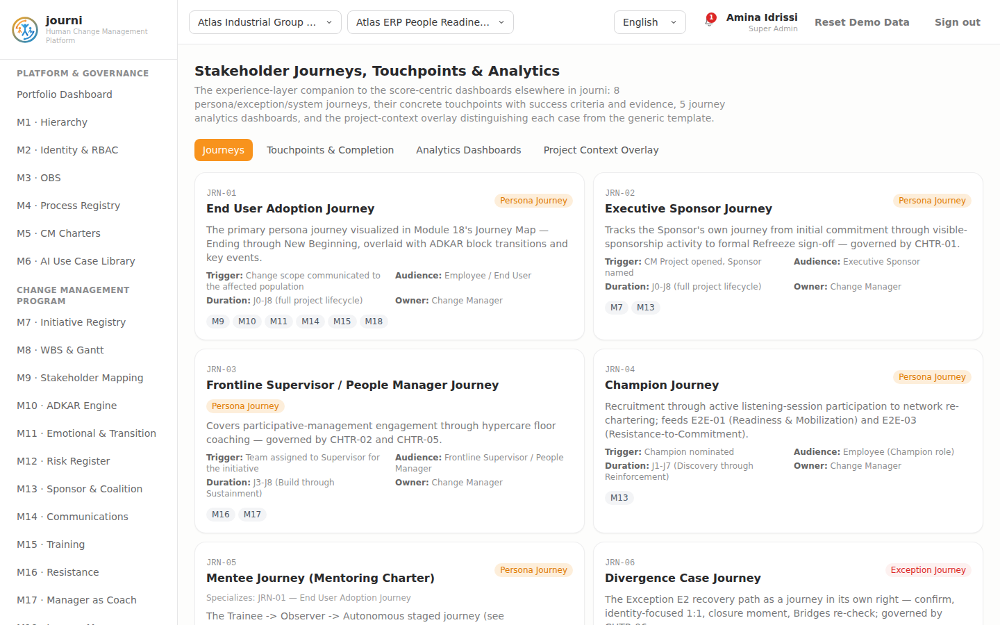 journi
Human Change Management
Platform
Atlas Industrial Group ...
Atlas ERP People Readine...
English
1
Amina Idrissi
Super Admin
Reset Demo Data
Sign out
PLATFORM & GOVERNANCE
Portfolio Dashboard
M1 · Hierarchy
M2 · Identity & RBAC
M3 · OBS
M4 · Process Registry
M5 · CM Charters
M6 · AI Use Case Library
CHANGE MANAGEMENT
PROGRAM
M7 · Initiative Registry
M8 · WBS & Gantt
M9 · Stakeholder Mapping
M10 · ADKAR Engine
M11 · Emotional & Transition
M12 · Risk Register
M13 · Sponsor & Coalition
M14 · Communications
M15 · Training
M16 · Resistance
M17 · Manager as Coach
Stakeholder Journeys, Touchpoints & Analytics
The experience-layer companion to the score-centric dashboards elsewhere in journi: 8
persona/exception/system journeys, their concrete touchpoints with success criteria and evidence, 5 journey
analytics dashboards, and the project-context overlay distinguishing each case from the generic template.
Journeys
Touchpoints & Completion
Analytics Dashboards
Project Context Overlay
JRN-01
End User Adoption Journey
Persona Journey
The primary persona journey visualized in Module 18's Journey Map —
Ending through New Beginning, overlaid with ADKAR block transitions and
key events.
Trigger: Change scope communicated to
the affected population
Audience: Employee / End User
Duration: J0-J8 (full project lifecycle)
Owner: Change Manager
M9 M10 M11 M14 M15 M18
JRN-02
Executive Sponsor Journey
Persona Journey
Tracks the Sponsor's own journey from initial commitment through visible-
sponsorship activity to formal Refreeze sign-off — governed by CHTR-01.
Trigger: CM Project opened, Sponsor
named
Audience: Executive Sponsor
Duration: J0-J8 (full project lifecycle)
Owner: Change Manager
M7 M13
JRN-03
Frontline Supervisor / People Manager Journey
Persona Journey
Covers participative-management engagement through hypercare floor
coaching — governed by CHTR-02 and CHTR-05.
Trigger: Team assigned to Supervisor for
the initiative
Audience: Frontline Supervisor / People
Manager
Duration: J3-J8 (Build through
Sustainment)
Owner: Change Manager
M16 M17
JRN-04
Champion Journey
Persona Journey
Recruitment through active listening-session participation to network re-
chartering; feeds E2E-01 (Readiness & Mobilization) and E2E-03
(Resistance-to-Commitment).
Trigger: Champion nominated
Audience: Employee (Champion role)
Duration: J1-J7 (Discovery through
Reinforcement)
Owner: Change Manager
M13
JRN-05
Mentee Journey (Mentoring Charter)
Persona Journey
Specializes: JRN-01 — End User Adoption Journey
The Trainee -> Observer -> Autonomous staged journey (see
JRN-06
Divergence Case Journey
Exception Journey
The Exception E2 recovery path as a journey in its own right — confirm,
identity-focused 1:1, closure moment, Bridges re-check; governed by